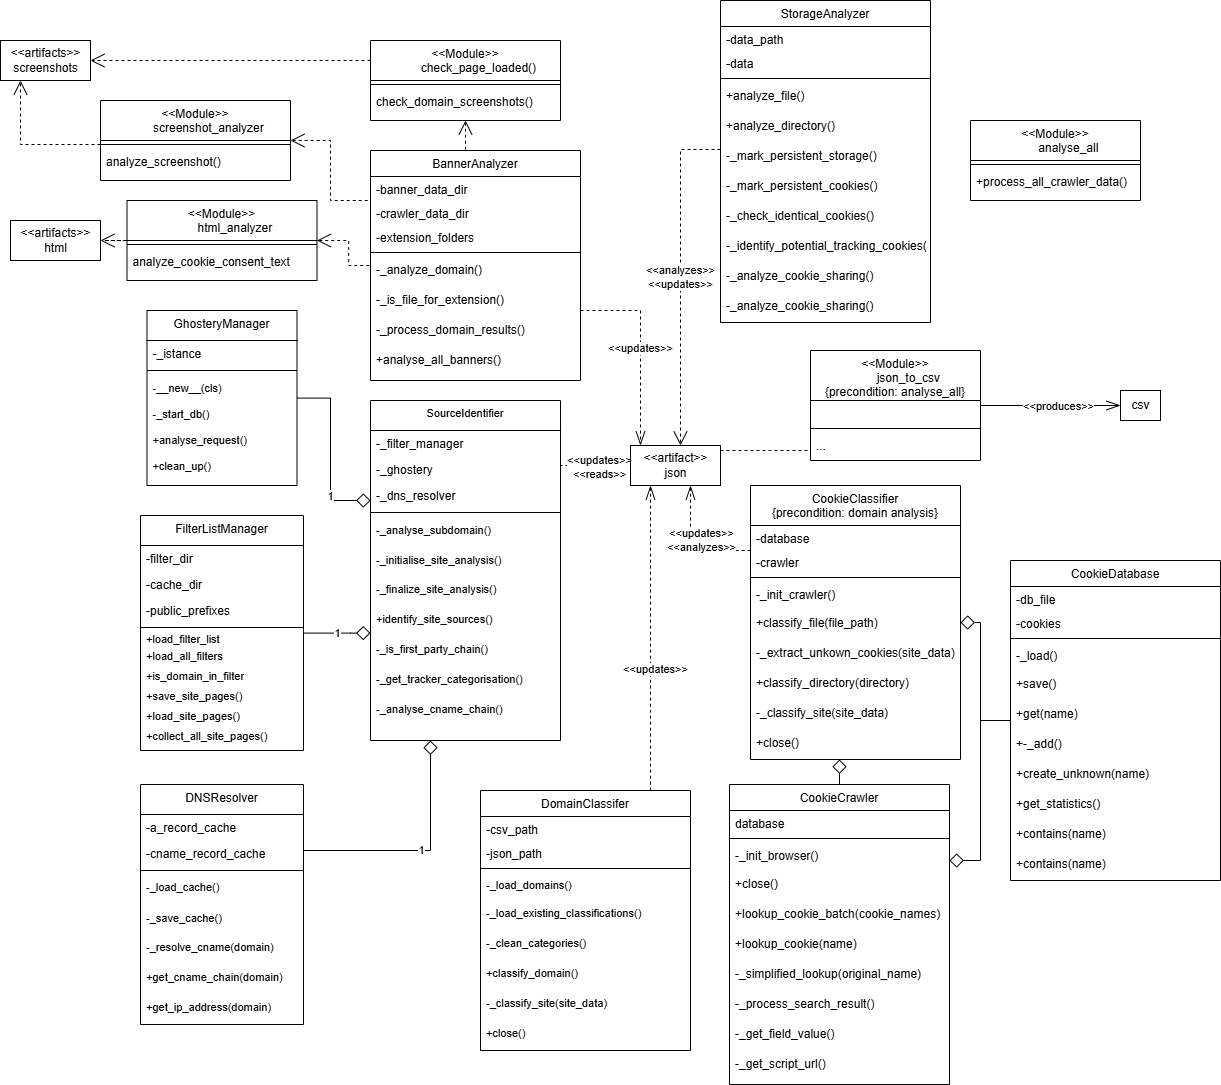 <<artifacts>>
screenshots
<<Module>>
check_page_loaded()
check_domain_screenshots()
<<Module>>
screenshot_analyzer
analyze_screenshot()
<<Module>>
html_analyzer
analyze_cookie_consent_text
<<artifacts>>
html
BannerAnalyzer
-banner_data_dir
-crawler_data_dir
-extension_folders
-_analyze_domain()
-_is_file_for_extension()
-_process_domain_results()
+analyse_all_banners()
StorageAnalyzer
-data_path
-data
+analyze_file()
+analyze_directory()
-_mark_persistent_storage()
-_mark_persistent_cookies()
-_check_identical_cookies()
-_identify_potential_tracking_cookies(
-_analyze_cookie_sharing()
-_analyze_cookie_sharing()
<<Module>>
analyse_all
+process_all_crawler_data()
<<analyzes>>
<<updates>>
<<updates>>
GhosteryManager
-_istance
-__new__(cls)
-_start_db()
+analyse_request()
+clean_up()
1
SourceIdentifier
-_filter_manager
-_ghostery
-_dns_resolver
-_analyse_subdomain()
-_initialise_site_analysis()
-_finalize_site_analysis()
+identify_site_sources()
-_is_first_party_chain()
-_get_tracker_categorisation()
-_analyse_cname_chain()
<<updates>>
<<reads>>
<<artifact>>
json
<<Module>>
json_to_csv
{precondition: analyse_all}
...
<<produces>>
csv
FilterListManager
-filter_dir
-cache_dir
-public_prefixes
+load_filter_list
+load_all_filters
+is_domain_in_filter
+save_site_pages()
+load_site_pages()
+collect_all_site_pages()
1
<<updates>>
<<analyzes>>
CookieClassifier
{precondition: domain analysis}
-database
-crawler
-_init_crawler()
+classify_file(file_path)
-_extract_unkown_cookies(site_data)
+classify_directory(directory)
-_classify_site(site_data)
+close()
CookieDatabase
-db_file
-cookies
-_load()
+save()
+get(name)
+-_add()
+create_unknown(name)
+get_statistics()
+contains(name)
+contains(name)
<<updates>>
DNSResolver
-a_record_cache
-cname_record_cache
-_load_cache()
-_save_cache()
-_resolve_cname(domain)
+get_cname_chain(domain)
+get_ip_address(domain)
1
DomainClassifer
-csv_path
-json_path
-_load_domains()
-_load_existing_classifications()
-_clean_categories()
+classify_domain()
-_classify_site(site_data)
+close()
CookieCrawler
database
-_init_browser()
+close()
+lookup_cookie_batch(cookie_names)
+lookup_cookie(name)
-_simplified_lookup(original_name)
-_process_search_result()
-_get_field_value()
-_get_script_url()